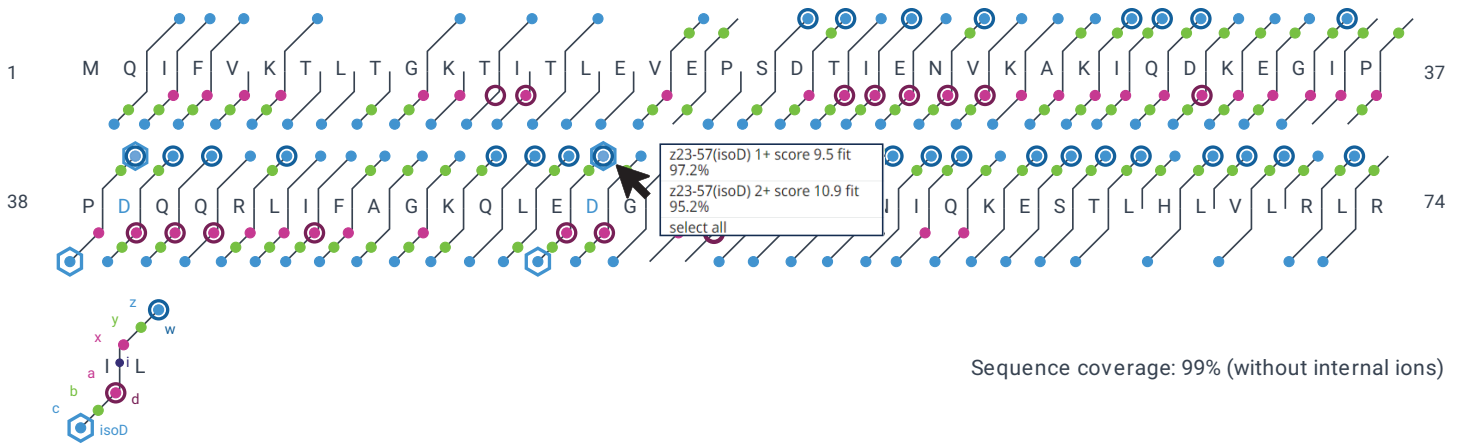 1 M Q I F V K T L T G K T I T L E V E P S D T I E N V K A K I Q D K E G I P 37
38 P D Q Q R L I F A G K Q L E D G I Q K E S T L H L V L R L R 74
z23-57(isoD) 1+ score 9.5 fit
97.2%
z23-57(isoD) 2+ score 10.9 fit
95.2%
select all
z
y w
x
I i L
a
b d
c isoD
Sequence coverage: 99% (without internal ions)